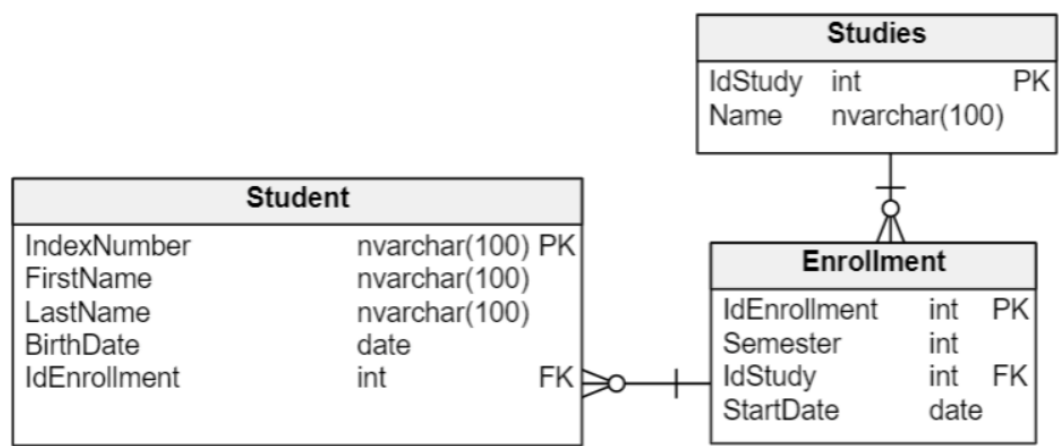 Studies
IdStudy int PK
Name nvarchar(100)
Student
IndexNumber nvarchar(100) PK
FirstName nvarchar(100)
LastName nvarchar(100)
BirthDate date
IdEnrollment int FK
Enrollment
IdEnrollment int PK
Semester int
IdStudy int FK
StartDate date